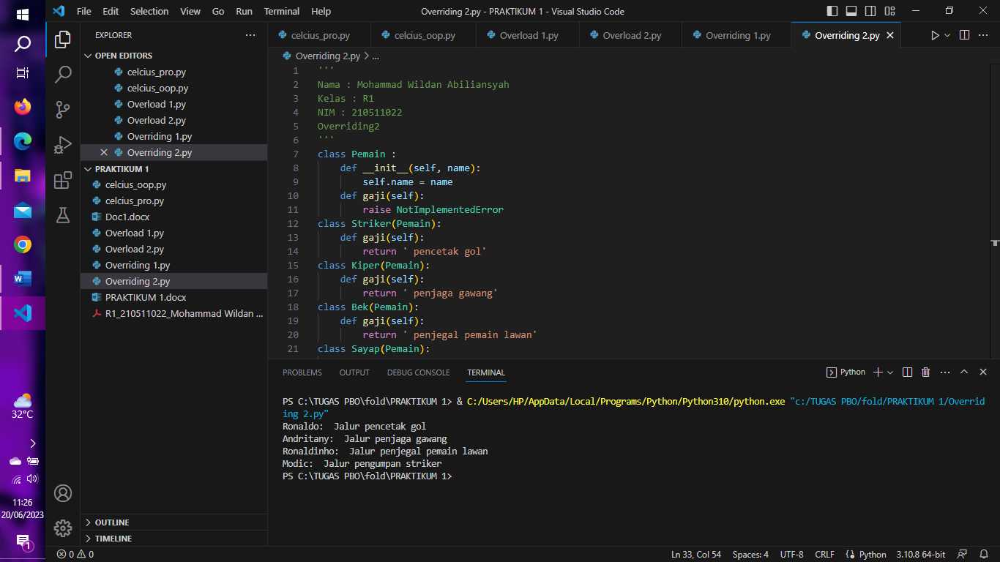 File Edit Selection View Go Run Terminal Help
Overriding 2.py - PRAKTIKUM 1 - Visual Studio Code
EXPLORER
OPEN EDITORS
celcius_pro.py
celcius_oop.py
Overload 1.py
Overload 2.py
Overriding 1.py
Overriding 2.py
PRAKTIKUM 1
celcius_oop.py
celcius_pro.py
Doc1.docx
Overload 1.py
Overload 2.py
Overriding 1.py
Overriding 2.py
PRAKTIKUM 1.docx
R1_210511022_Mohammad Wildan ...
OUTLINE
TIMELINE
celcius_pro.py celcius_oop.py Overload 1.py Overload 2.py Overriding 1.py Overriding 2.py
Overriding 2.py > ...
1 '''
2 Nama : Mohammad Wildan Abiliansyah
3 Kelas : R1
4 NIM : 210511022
5 Overriding2
6 '''
7 class Pemain :
8 def __init__(self, name):
9 self.name = name
10 def gaji(self):
11 raise NotImplementedError
12 class Striker(Pemain):
13 def gaji(self):
14 return ' pencetak gol'
15 class Kiper(Pemain):
16 def gaji(self):
17 return ' penjaga gawang'
18 class Bek(Pemain):
19 def gaji(self):
20 return ' penjegal pemain lawan'
21 class Sayap(Pemain):
PROBLEMS OUTPUT DEBUG CONSOLE TERMINAL
Python
PS C:\TUGAS PBO\fold\PRAKTIKUM 1> & C:/Users/HP/AppData/Local/Programs/Python/Python310/python.exe "c:/TUGAS PBO/fold/PRAKTIKUM 1/Overrid
ing 2.py"
Ronaldo:  Jalur pencetak gol
Andritany:  Jalur penjaga gawang
Ronaldinho:  Jalur penjegal pemain lawan
Modic:  Jalur pengumpan striker
PS C:\TUGAS PBO\fold\PRAKTIKUM 1>
32°C
11:26
20/06/2023
1
0 0
Ln 33, Col 54 Spaces: 4 UTF-8 CRLF Python 3.10.8 64-bit